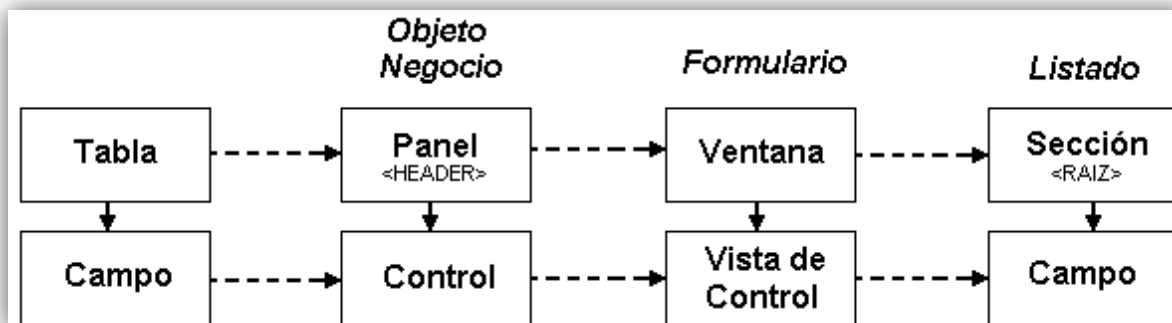 Objeto
Negocio
Formulario
Listado
Tabla
Panel
<HEADER>
Ventana
Sección
<RAIZ>
Campo
Control
Vista de
Control
Campo